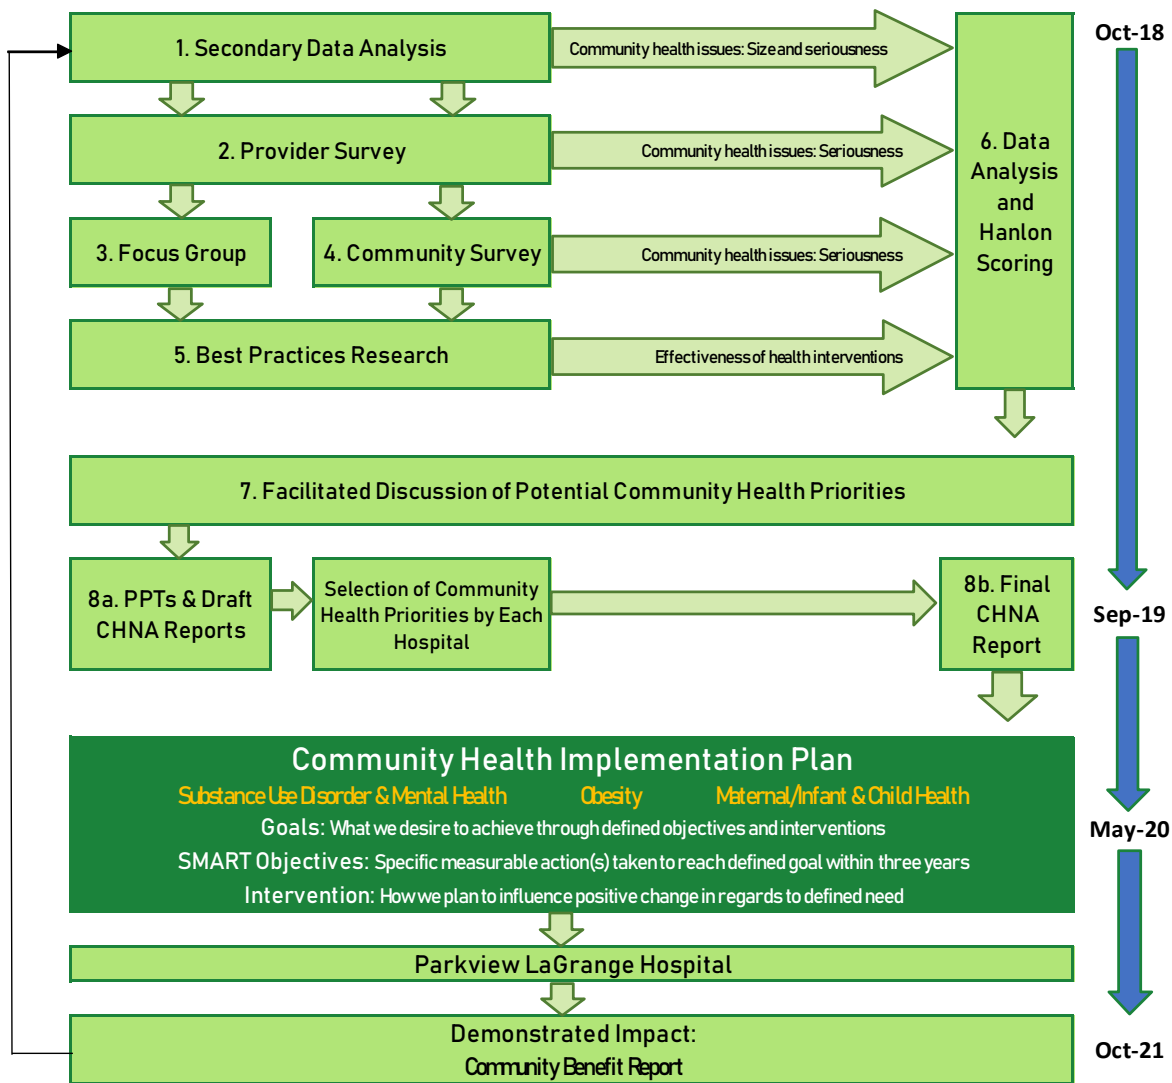 1. Secondary Data Analysis
Community health issues: Size and seriousness
Oct-18
2. Provider Survey
Community health issues: Seriousness
6. Data
Analysis
and
Hanlon
Scoring
3. Focus Group
4. Community Survey
Community health issues: Seriousness
5. Best Practices Research
Effectiveness of health interventions
7. Facilitated Discussion of Potential Community Health Priorities
8a. PPTs & Draft
CHNA Reports
Selection of Community
Health Priorities by Each
Hospital
8b. Final
CHNA
Report
Sep-19
Community Health Implementation Plan
Substance Use Disorder & Mental Health Obesity Maternal/Infant & Child Health
Goals: What we desire to achieve through defined objectives and interventions
SMART Objectives: Specific measurable action(s) taken to reach defined goal within three years
Intervention: How we plan to influence positive change in regards to defined need
May-20
Parkview LaGrange Hospital
Demonstrated Impact:
Community Benefit Report
Oct-21